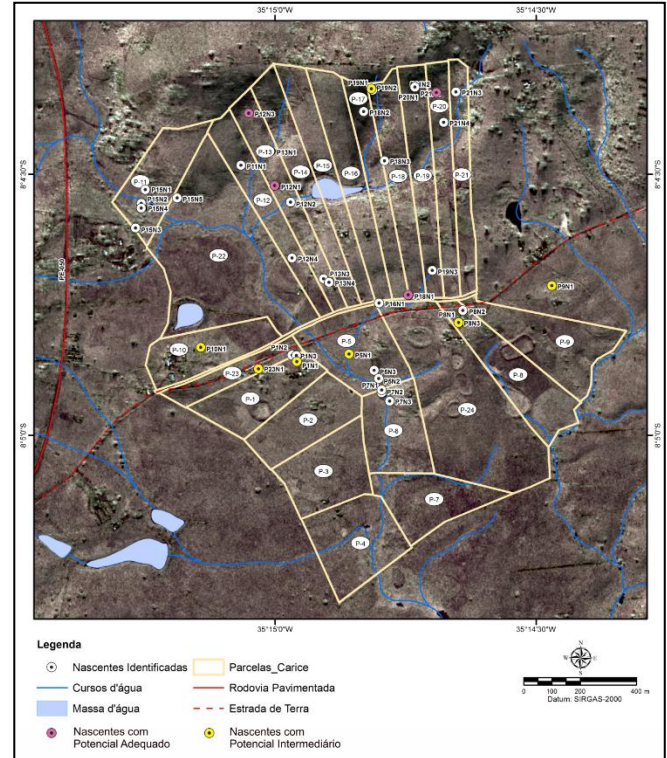 35°15'0"W
35°14'30"W
P19N1
P19N2
P20N2
P20N1
P21N3
P-17
P18N2
P-20
P21N4
P12N3
P-13
P13N1
P11N1
P-15
P-14
P-16
P18N3
P-18
P-19
P-21
8°4'30"S
8°4'30"S
P-11
P15N1
P15N2
P15N4
P15N5
P15N3
P12N1
P-12
P12N2
P-22
P12N4
P13N3
P13N4
P19N3
P18N1
P16N1
P9N1
PE-050
P8N1
P8N2
P8N3
P-10
P10N1
P1N2
P1N3
P1N1
P-5
P5N1
P-9
P-23
P23N1
P5N3
P5N2
P7N1
P7N2
P7N3
P-8
P-1
P-2
P-6
P-24
8°5'0"S
8°5'0"S
P-3
P-7
P-4
35°15'0"W
35°14'30"W
Legenda
Nascentes Identificadas
Parcelas_Carice
Cursos d'água
Rodovia Pavimentada
Massa d'água
Estrada de Terra
Nascentes com
Potencial Adequado
Nascentes com
Potencial Intermediário
N
W
E
S
0 100 200 400 m
Datum: SIRGAS-2000